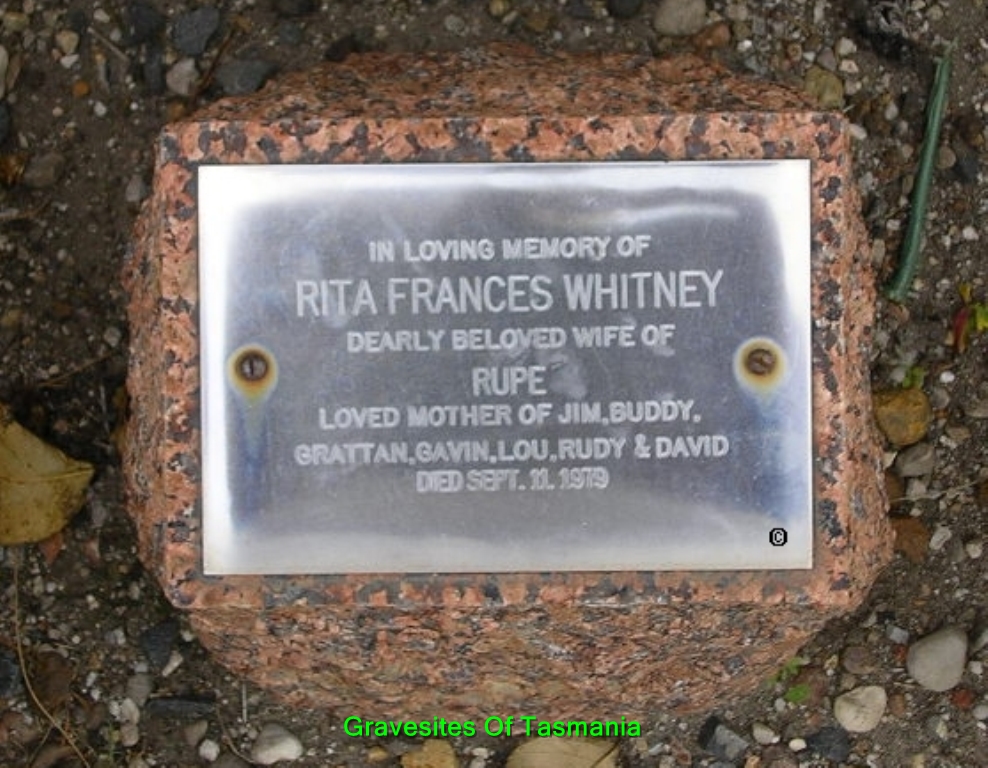 IN LOVING MEMORY OF
RITA FRANCES WHITNEY
DEARLY BELOVED WIFE OF
RUPE
LOVED MOTHER OF JIM,BUDDY,
GRATTAN,GAVIN,LOU,RUDY & DAVID
DIED SEPT. 11. 1979
©
Gravesites Of Tasmania